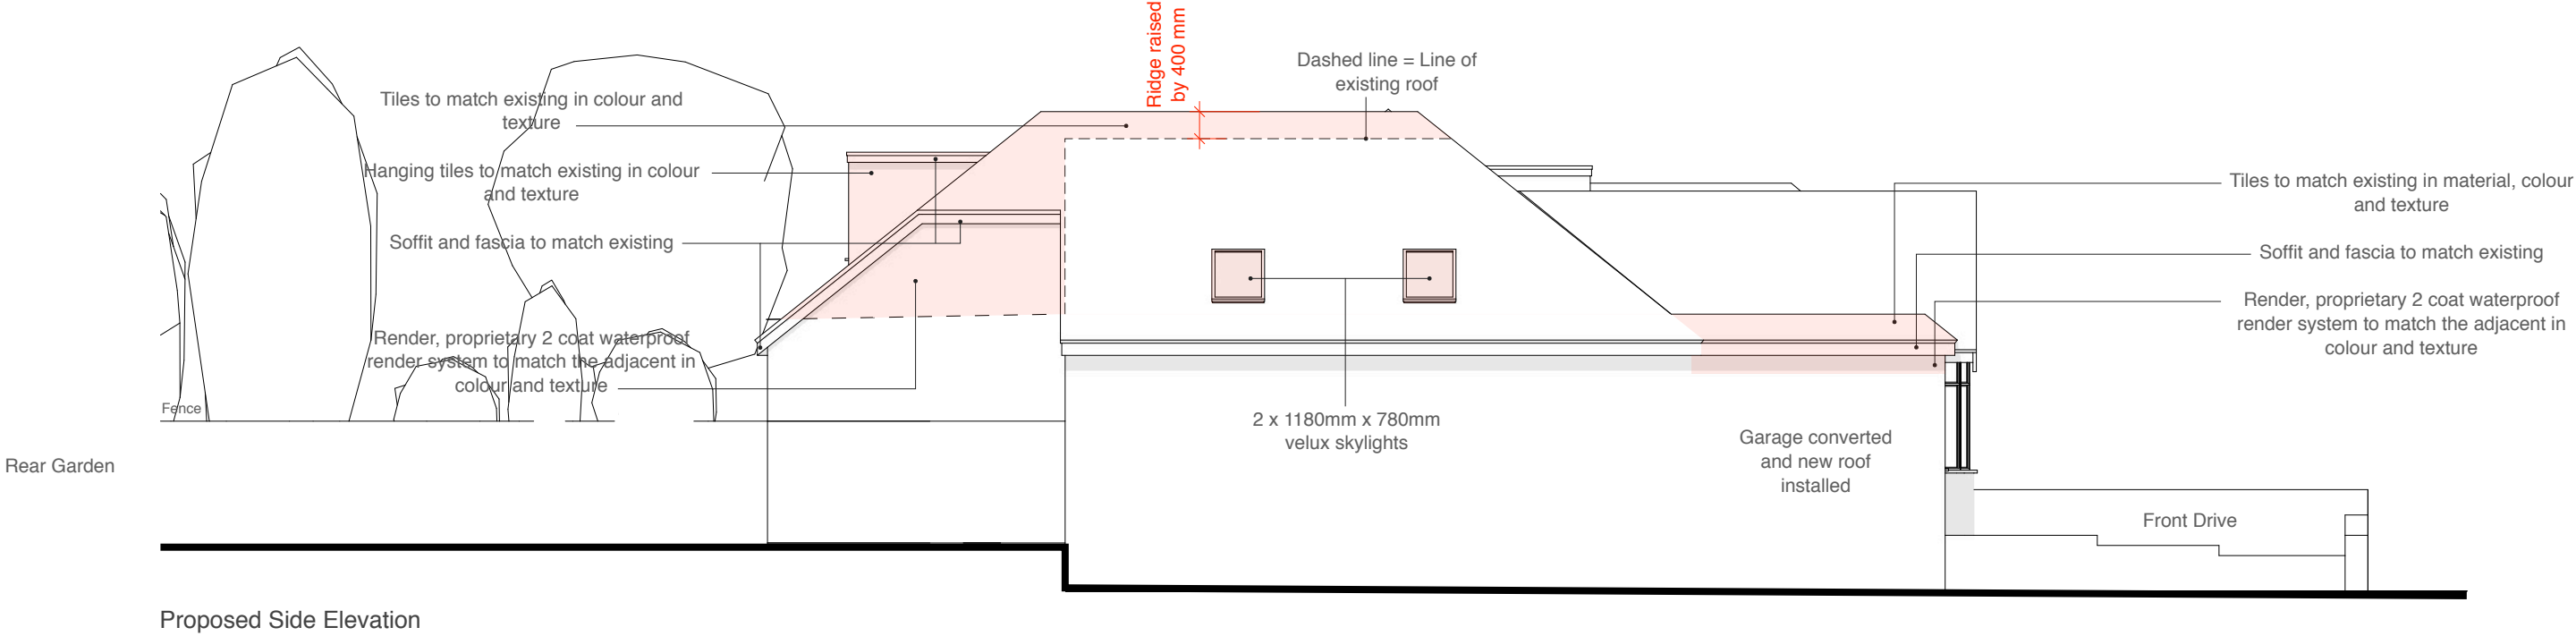 Ridge raised
by 400 mm
Dashed line = Line of
existing roof
Tiles to match existing in colour and
texture
Hanging tiles to match existing in colour
and texture
Soffit and fascia to match existing
Render, proprietary 2 coat waterproof
render system to match the adjacent in
colour and texture
Fence
Rear Garden
2 x 1180mm x 780mm
velux skylights
Garage converted
and new roof
installed
Tiles to match existing in material, colour
and texture
Soffit and fascia to match existing
Render, proprietary 2 coat waterproof
render system to match the adjacent in
colour and texture
Front Drive
Proposed Side Elevation